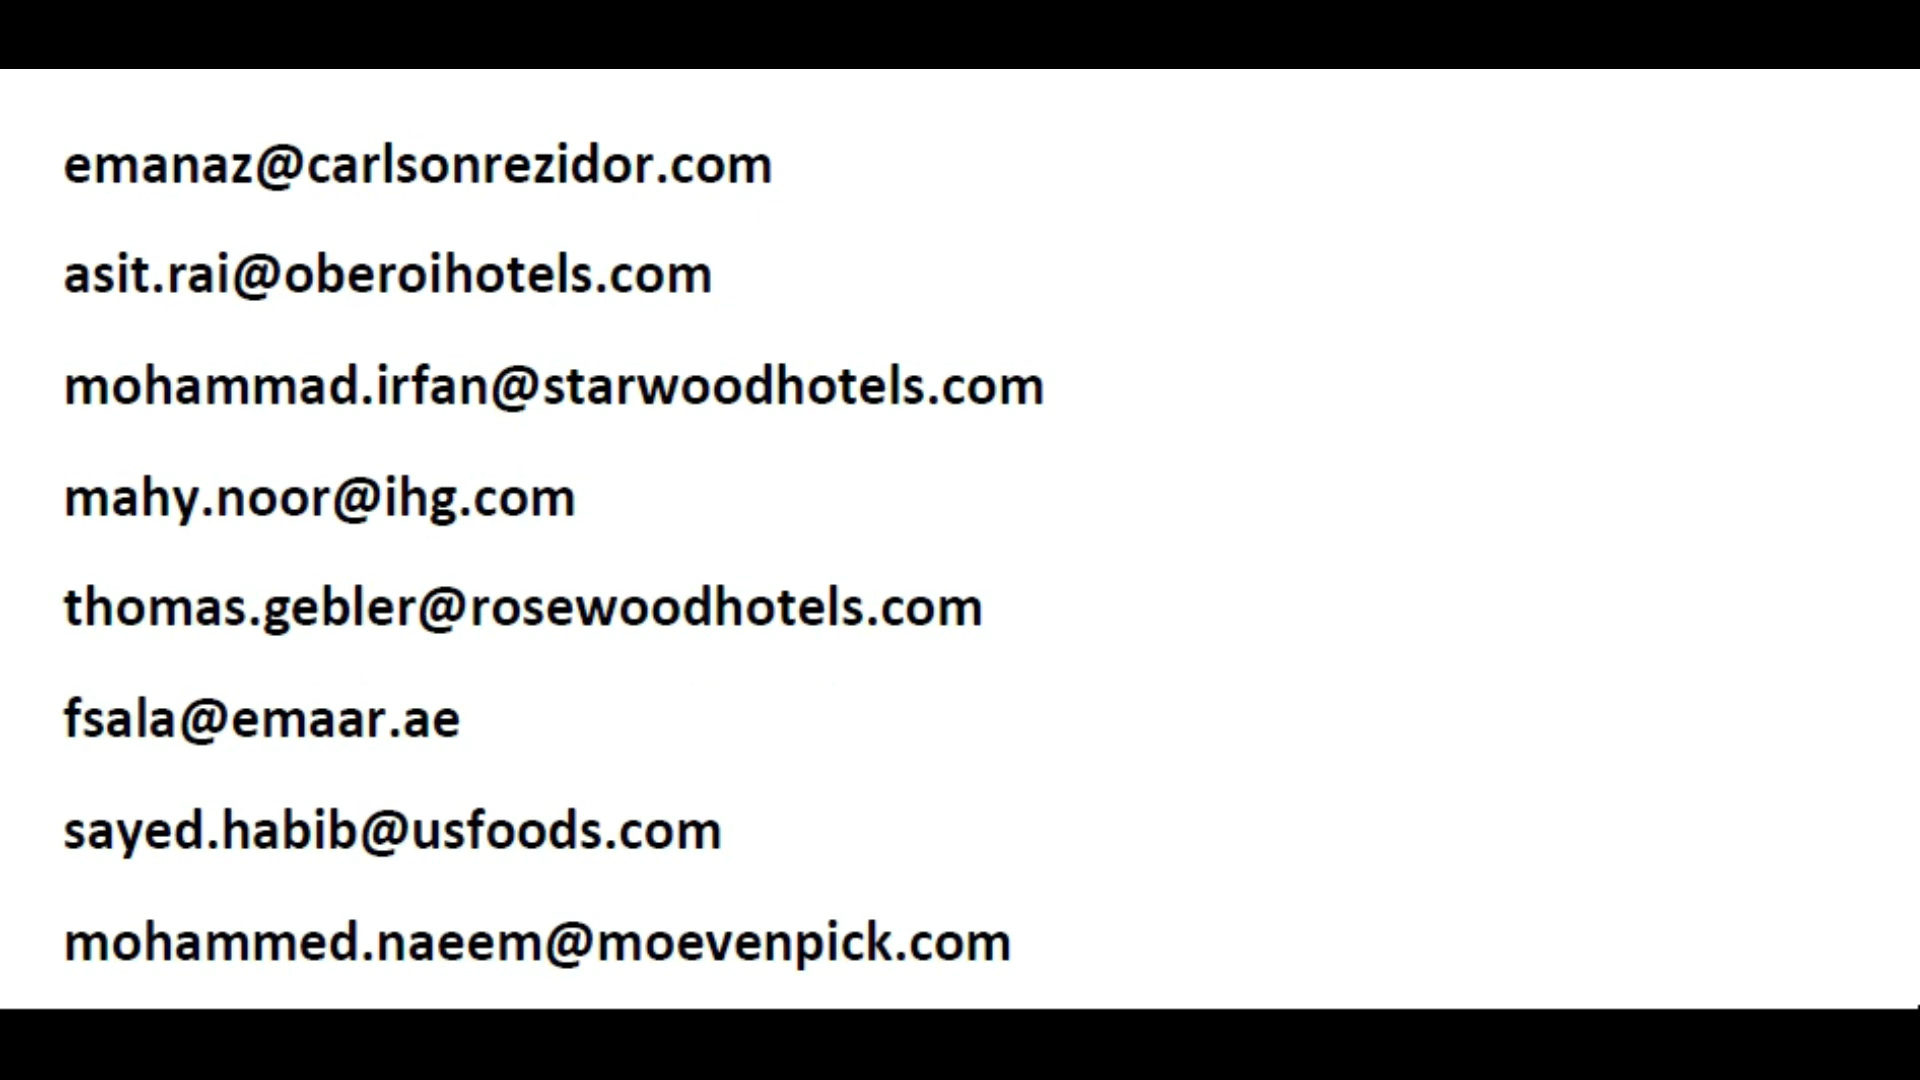 emanaz@carlsonrezidor.com
asit.rai@oberoihotels.com
mohammad.irfan@starwoodhotels.com
mahy.noor@ihg.com
thomas.gebler@rosewoodhotels.com
fsala@emaar.ae
sayed.habib@usfoods.com
mohammed.naeem@moevenpick.com